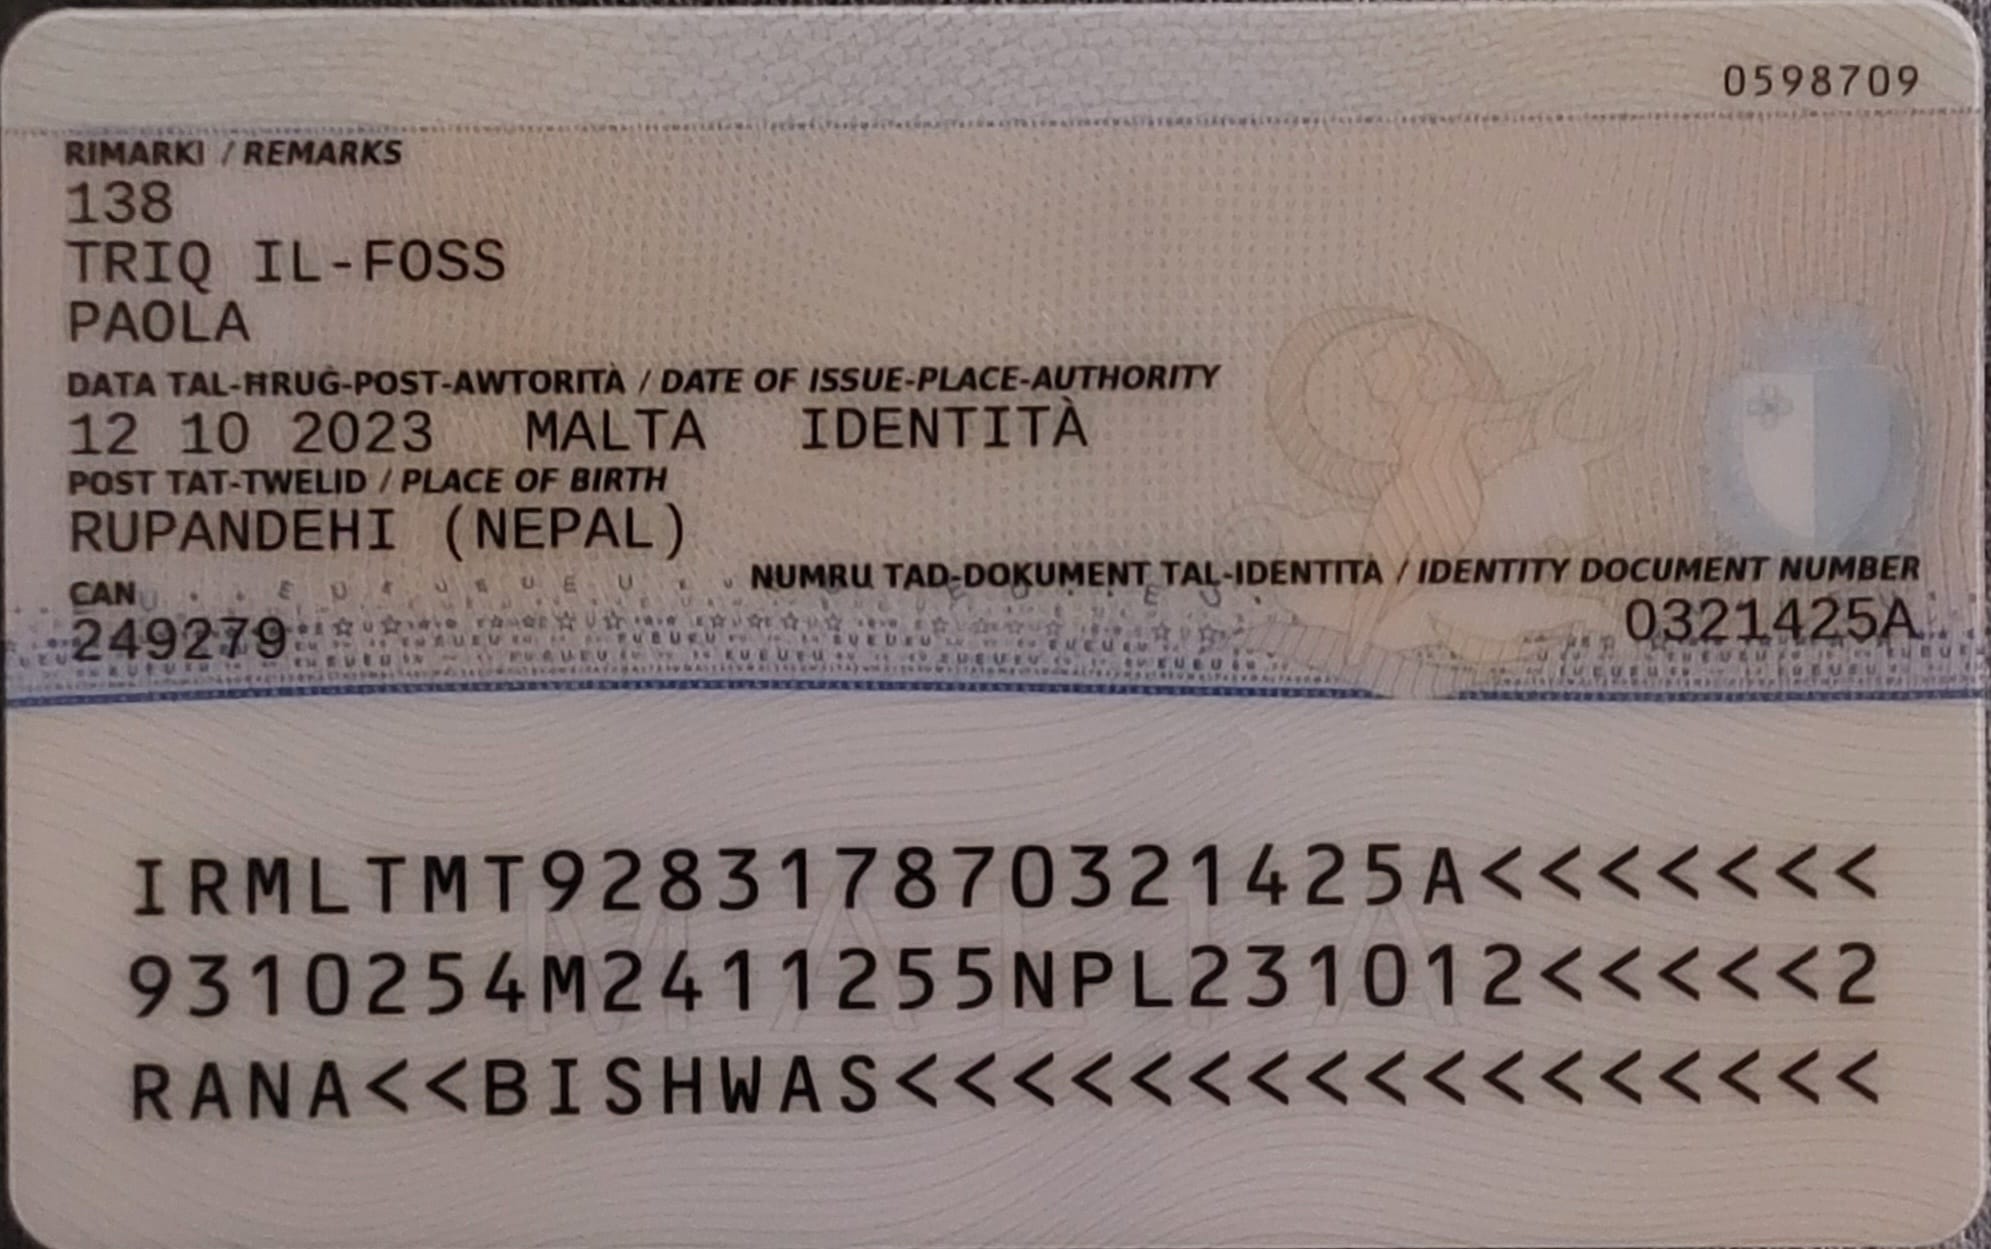 0598709
RIMARKI / REMARKS
138
TRIQ IL-FOSS
PAOLA
DATA TAL-ĦRUĠ-POST-AWTORITÀ / DATE OF ISSUE-PLACE-AUTHORITY
12 10 2023 MALTA IDENTITÀ
POST TAT-TWELID / PLACE OF BIRTH
RUPANDEHI (NEPAL)
NUMRU TAD-DOKUMENT TAL-IDENTITÀ / IDENTITY DOCUMENT NUMBER
CAN
0321425A
249279
MALTA
IRMLTMT928317870321425A<<<<<<<
9310254M2411255NPL231012<<<<<2
RANA<<BISHWAS<<<<<<<<<<<<<<<<<